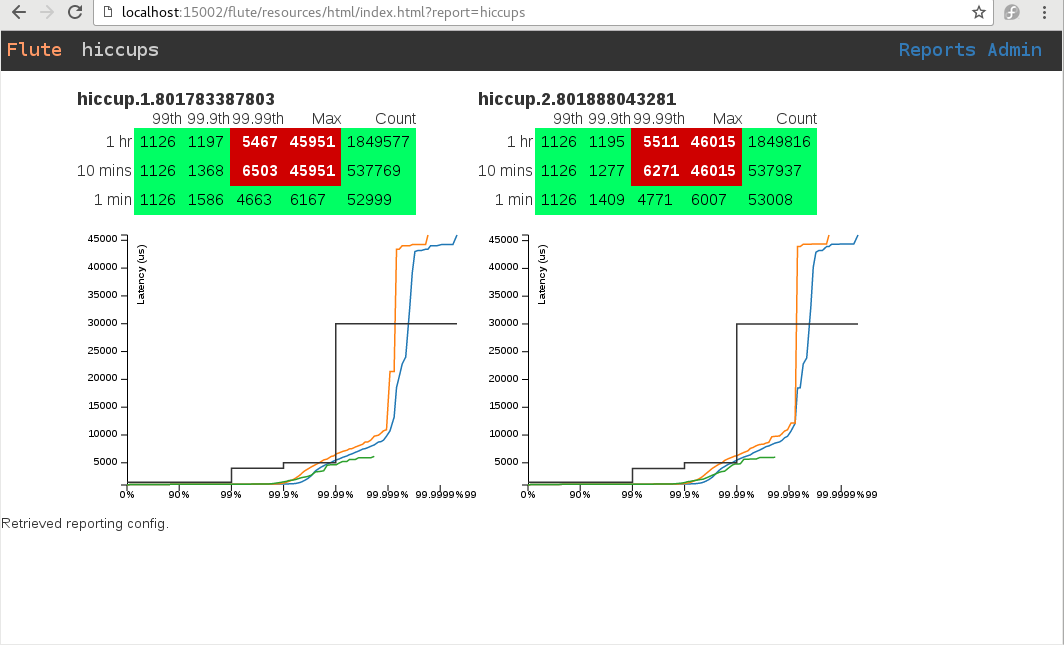 localhost:15002/flute/resources/html/index.html?report=hiccups
Flute hiccups Reports Admin
hiccup.1.801783387803
99th 99.9th 99.99th Max Count
1 hr 1126 1197 5467 45951 1849577
10 mins 1126 1368 6503 45951 537769
1 min 1126 1586 4663 6167 52999
45000
40000
35000
30000
25000
20000
15000
10000
5000
Latency (us)
0% 90% 99% 99.9% 99.99% 99.999% 99.9999%99
hiccup.2.801888043281
99th 99.9th 99.99th Max Count
1 hr 1126 1195 5511 46015 1849816
10 mins 1126 1277 6271 46015 537937
1 min 1126 1409 4771 6007 53008
45000
40000
35000
30000
25000
20000
15000
10000
5000
Latency (us)
0% 90% 99% 99.9% 99.99% 99.999% 99.9999%99
Retrieved reporting config.